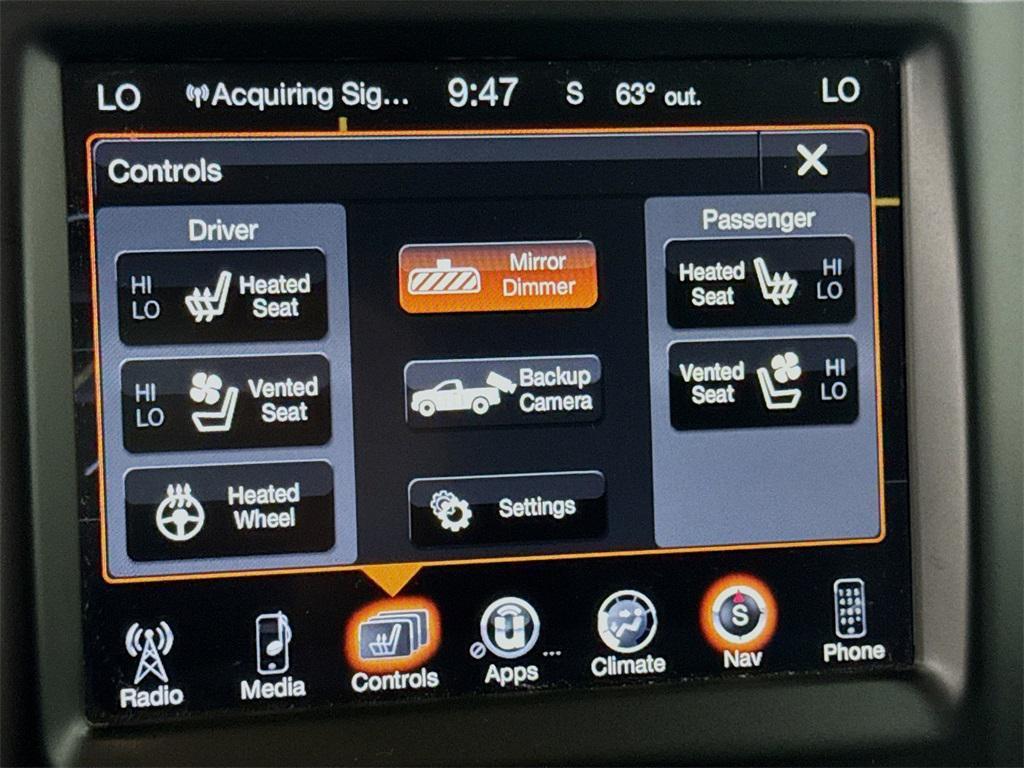 LO Acquiring Sig... 9:47 S 63° out. LO
Controls
Driver
HI
LO
Heated
Seat
HI
LO
Vented
Seat
Heated
Wheel
Mirror
Dimmer
Backup
Camera
Settings
Passenger
Heated
Seat
HI
LO
Vented
Seat
HI
LO
Radio
Media
Controls
Apps ...
Climate
S
Nav
Phone